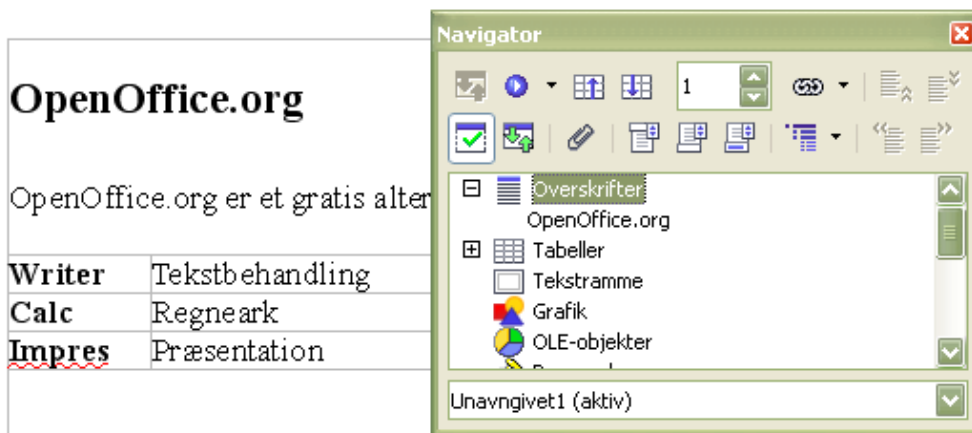 OpenOffice.org
OpenOffice.org er et gratis alter
Writer Tekstbehandling
Calc Regneark
Impres Præsentation
Navigator
1
Overskrifter
OpenOffice.org
Tabeller
Tekstramme
Grafik
OLE-objekter
Unavngivet1 (aktiv)